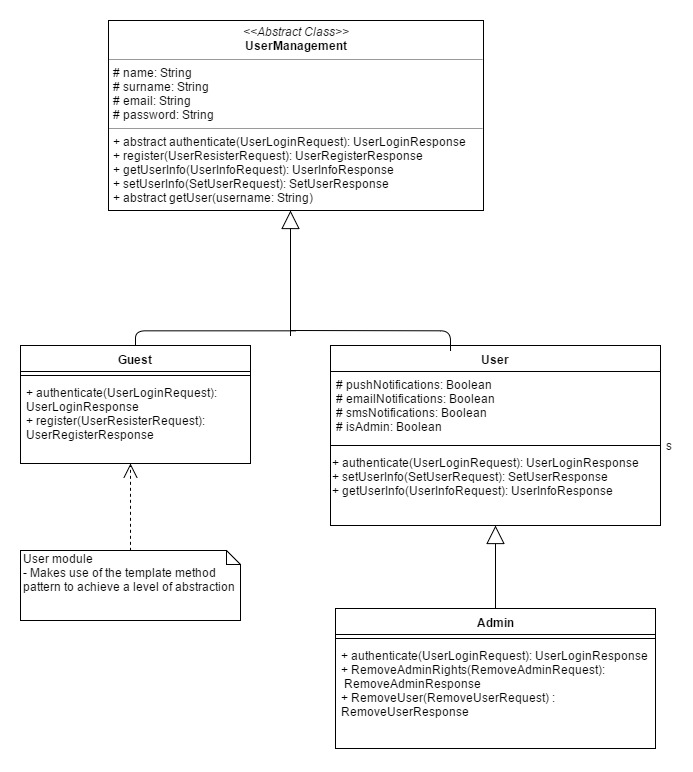 <<Abstract Class>>
UserManagement
# name: String
# surname: String
# email: String
# password: String
+ abstract authenticate(UserLoginRequest): UserLoginResponse
+ register(UserResisterRequest): UserRegisterResponse
+ getUserInfo(UserInfoRequest): UserInfoResponse
+ setUserInfo(SetUserRequest): SetUserResponse
+ abstract getUser(username: String)
Guest
+ authenticate(UserLoginRequest):
UserLoginResponse
+ register(UserResisterRequest):
UserRegisterResponse
User
# pushNotifications: Boolean
# emailNotifications: Boolean
# smsNotifications: Boolean
# isAdmin: Boolean
s
+ authenticate(UserLoginRequest): UserLoginResponse
+ setUserInfo(SetUserRequest): SetUserResponse
+ getUserInfo(UserInfoRequest): UserInfoResponse
User module
- Makes use of the template method
pattern to achieve a level of abstraction
Admin
+ authenticate(UserLoginRequest): UserLoginResponse
+ RemoveAdminRights(RemoveAdminRequest):
RemoveAdminResponse
+ RemoveUser(RemoveUserRequest) :
RemoveUserResponse